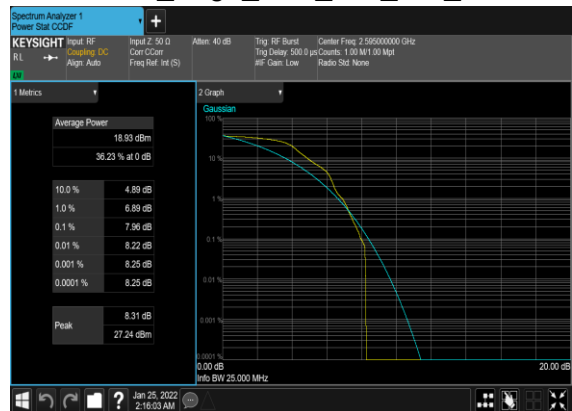 Spectrum Analyzer 1
Power Stat CCDF
KEYSIGHT
RL
Input: RF
Coupling: DC
Align: Auto
Input Z: 50 Ω
Corr CCorr
Freq Ref: Int (S)
Atten: 40 dB
Trig: RF Burst
Trig Delay: 500.0 µs
#IF Gain: Low
Center Freq: 2.595000000 GHz
Counts: 1.00 M/1.00 Mpt
Radio Std: None
1 Metrics
Average Power
18.93 dBm
36.23 % at 0 dB
10.0 % 4.89 dB
1.0 % 6.89 dB
0.1 % 7.96 dB
0.01 % 8.22 dB
0.001 % 8.25 dB
0.0001 % 8.25 dB
Peak
8.31 dB
27.24 dBm
2 Graph
Gaussian
100 %
10 %
1 %
0.1 %
0.01 %
0.001 %
0.0001 %
0.00 dB
20.00 dB
Info BW 25.000 MHz
?
Jan 25, 2022
2:16:03 AM